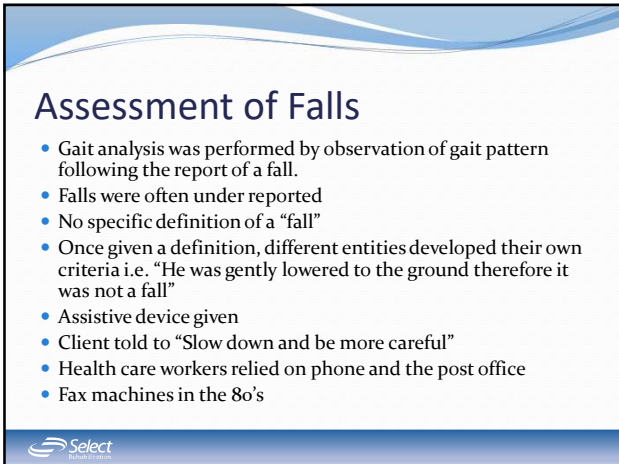 Assessment of Falls
• Gait analysis was performed by observation of gait pattern
following the report of a fall.
• Falls were often under reported
• No specific definition of a “fall”
• Once given a definition, different entities developed their own
criteria i.e. “He was gently lowered to the ground therefore it
was not a fall”
• Assistive device given
• Client told to “Slow down and be more careful”
• Health care workers relied on phone and the post office
• Fax machines in the 80’s
Select
Rehabilitation